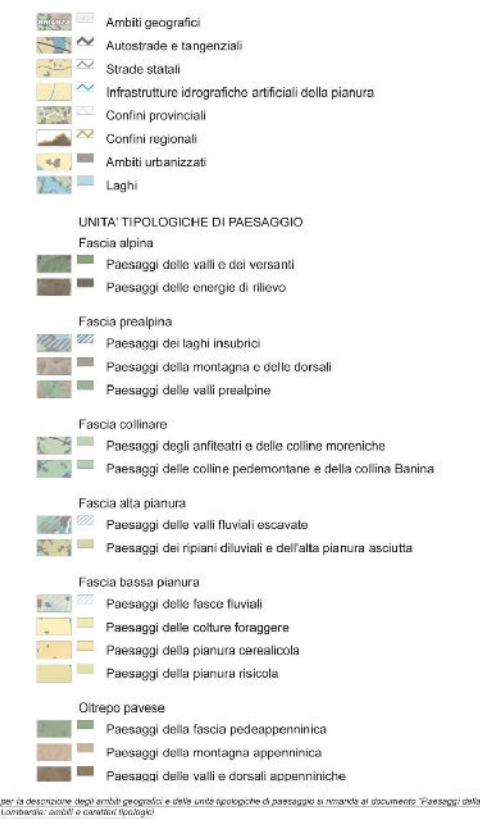 Ambiti geografici
Autostrade e tangenziali
Strade statali
Infrastrutture idrografiche artificiali della pianura
Confini provinciali
Confini regionali
Ambiti urbanizzati
Laghi
UNITA' TIPOLOGICHE DI PAESAGGIO
Fascia alpina
Paesaggi delle valli e dei versanti
Paesaggi delle energie di rilievo
Fascia prealpina
Paesaggi dei laghi insubrici
Paesaggi della montagna e delle dorsali
Paesaggi delle valli prealpine
Fascia collinare
Paesaggi degli anfiteatri e delle colline moreniche
Paesaggi delle colline pedemontane e della collina Banina
Fascia alta pianura
Paesaggi delle valli fluviali escavate
Paesaggi dei ripiani diluviali e dell'alta pianura asciutta
Fascia bassa pianura
Paesaggi delle fasce fluviali
Paesaggi delle colture foraggere
Paesaggi della pianura cerealicola
Paesaggi della pianura risicola
Oltrepo pavese
Paesaggi della fascia pedeappenninica
Paesaggi della montagna appenninica
Paesaggi delle valli e dorsali appenniniche
per la descrizione degli ambiti geografici e delle unità tipologiche di paesaggio si rimanda al documento "Paesaggi della
Lombardia: ambiti e caratteri tipologici